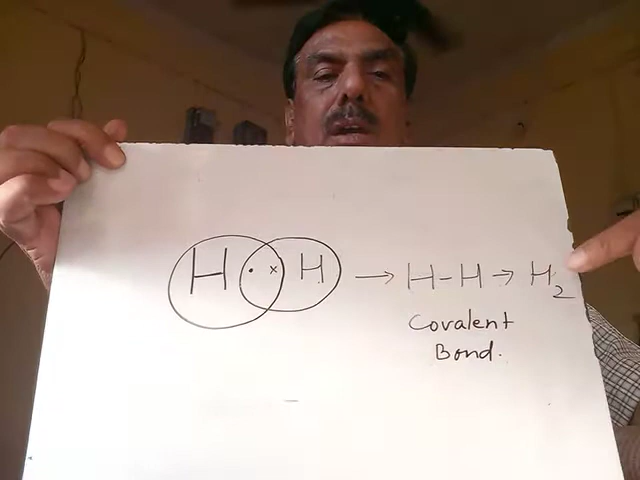 H • x H → H-H → H₂
Covalent
Bond.